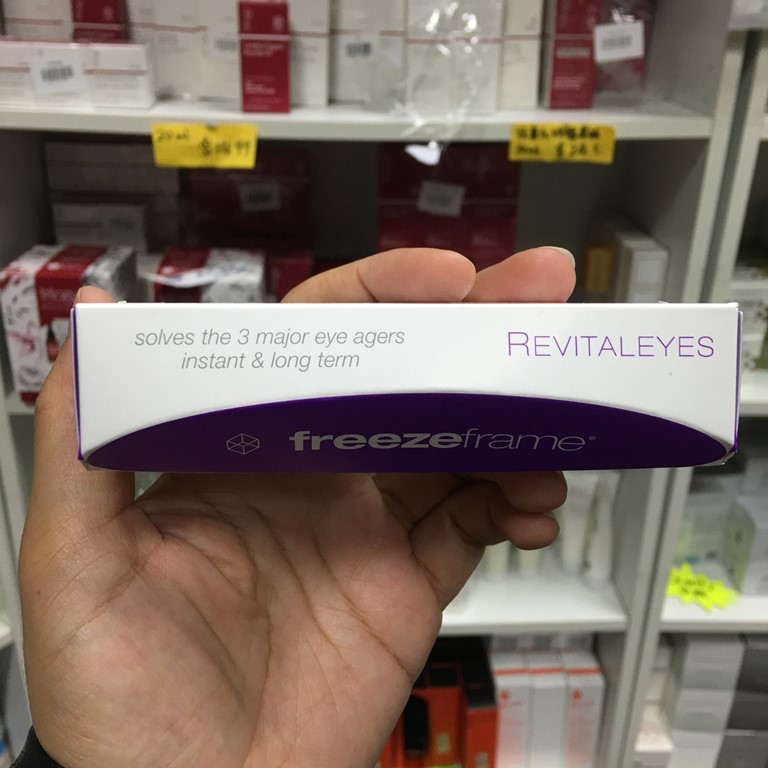 solves the 3 major eye agers
instant & long term
REVITALEYES
freezeframe®